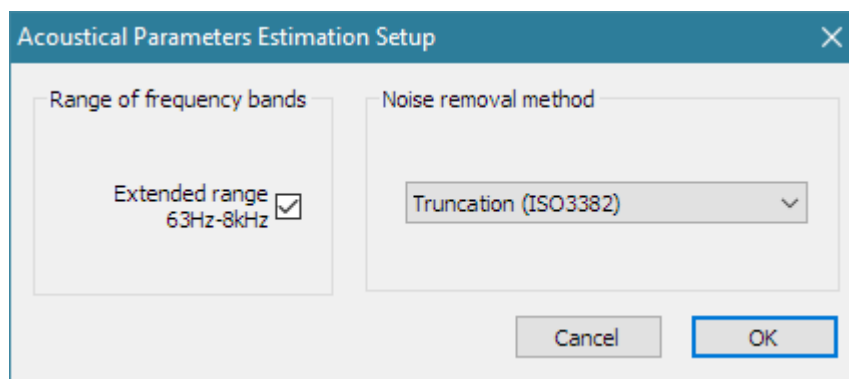 Acoustical Parameters Estimation Setup
Range of frequency bands
Extended range
63Hz-8kHz
Noise removal method
Truncation (ISO3382)
Cancel
OK